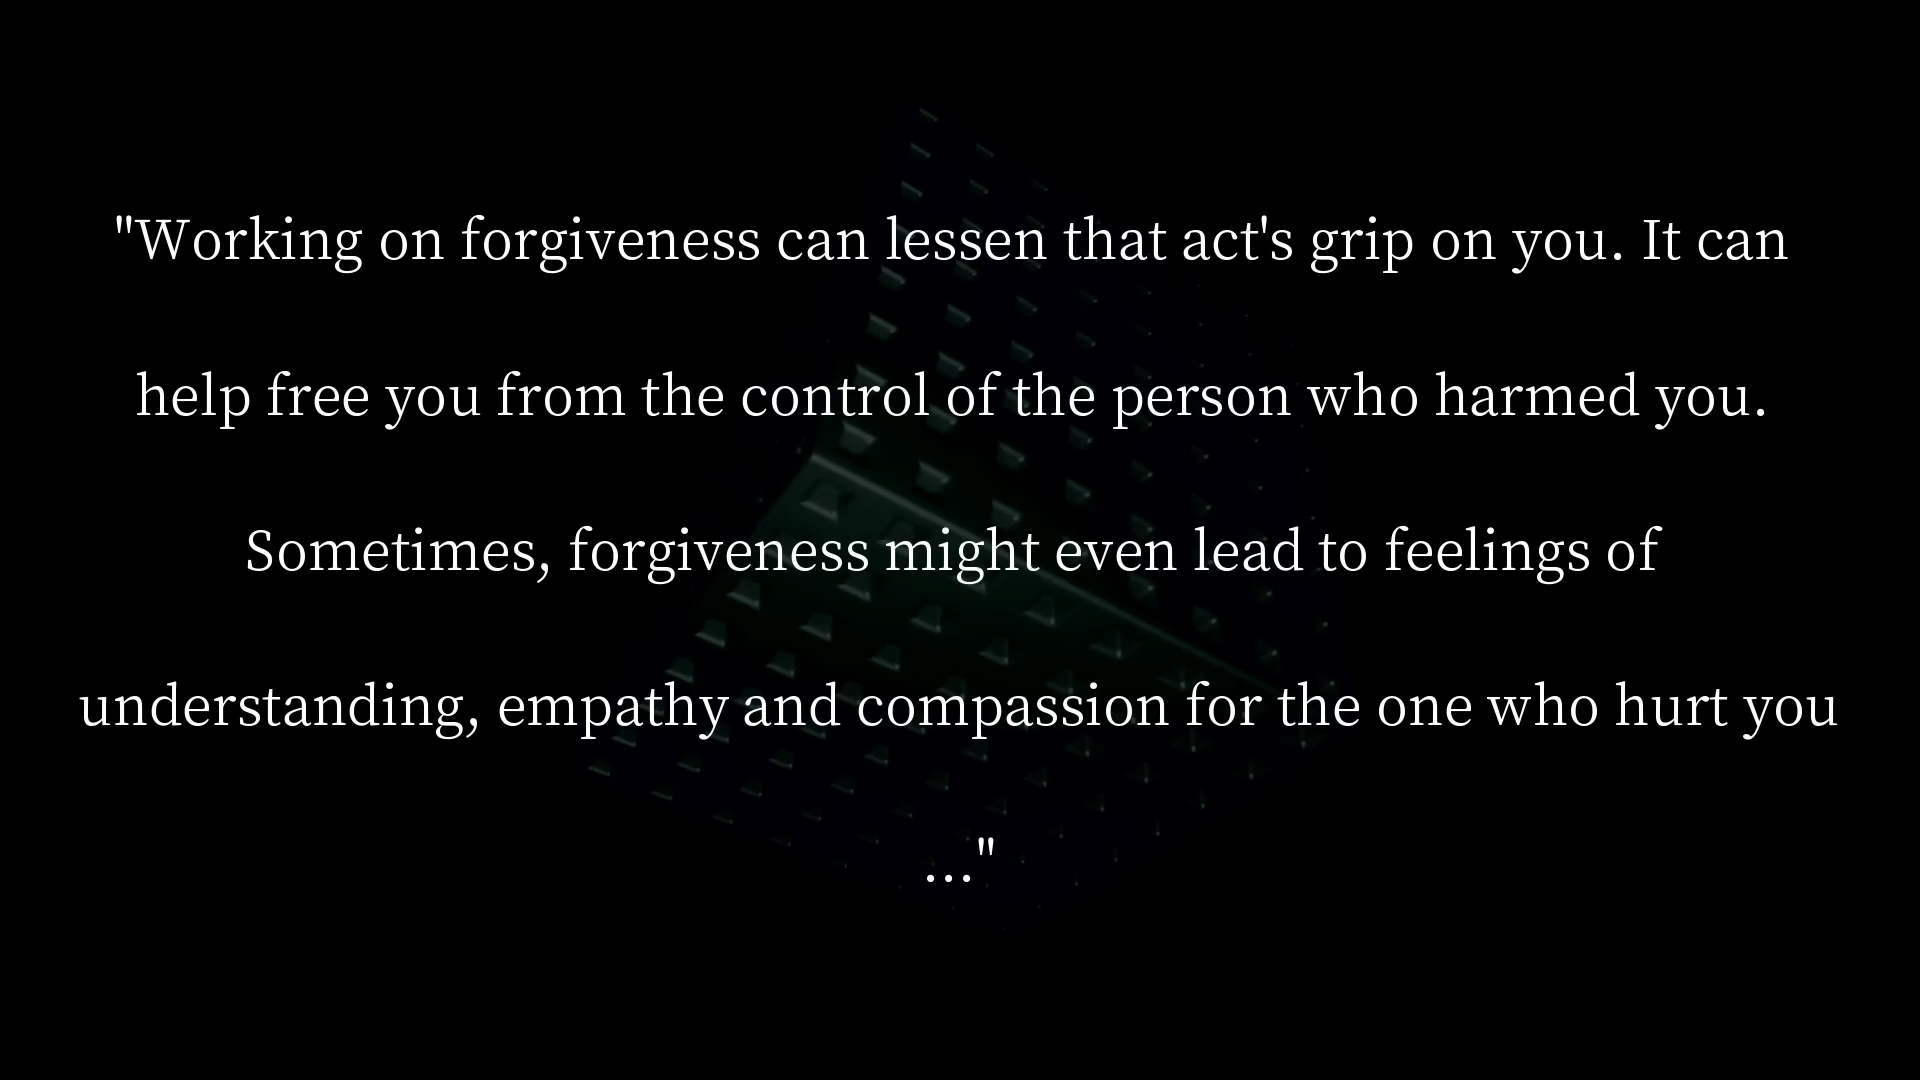 "Working on forgiveness can lessen that act's grip on you. It can
help free you from the control of the person who harmed you.
Sometimes, forgiveness might even lead to feelings of
understanding, empathy and compassion for the one who hurt you
..."